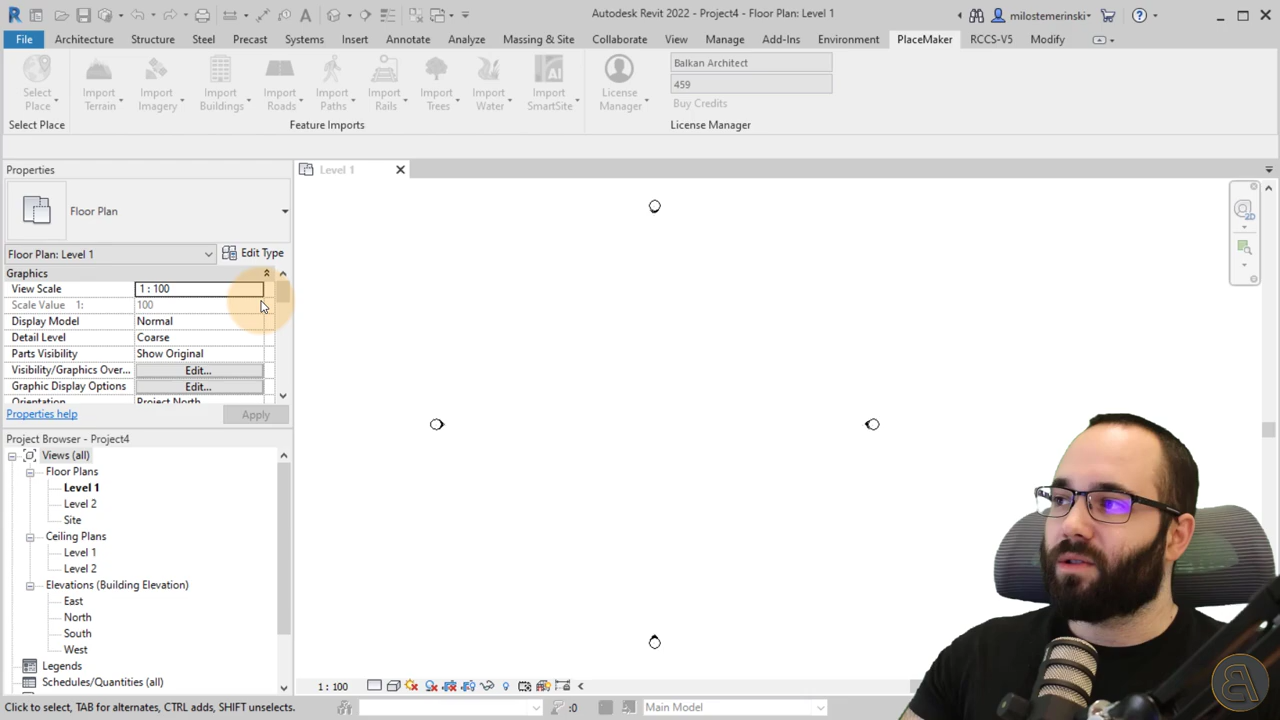 Autodesk Revit 2022 - Project4 - Floor Plan: Level 1
milostemerinski
File Architecture Structure Steel Precast Systems Insert Annotate Analyze Massing & Site Collaborate View Manage Add-Ins Environment PlaceMaker RCCS-V5 Modify
Select Place
Import Terrain
Import Imagery
Import Buildings
Import Roads
Import Paths
Import Rails
Import Trees
Import Water
Import SmartSite
License Manager
Balkan Architect
459
Buy Credits
Select Place
Feature Imports
License Manager
Properties
Level 1
Floor Plan
Floor Plan: Level 1
Edit Type
Graphics
View Scale 1 : 100
Scale Value 1: 100
Display Model Normal
Detail Level Coarse
Parts Visibility Show Original
Visibility/Graphics Over... Edit...
Graphic Display Options Edit...
Orientation Project North
Properties help
Apply
Project Browser - Project4
Views (all)
Floor Plans
Level 1
Level 2
Site
Ceiling Plans
Level 1
Level 2
Elevations (Building Elevation)
East
North
South
West
Legends
Schedules/Quantities (all)
1 : 100
Click to select, TAB for alternates, CTRL adds, SHIFT unselects.
:0
Main Model
2D